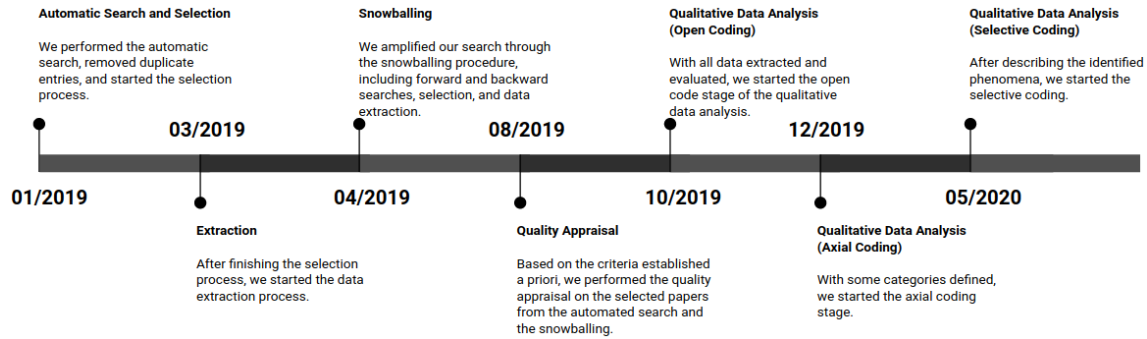 Automatic Search and Selection
We performed the automatic
search, removed duplicate
entries, and started the selection
process.
Snowballing
We amplified our search through
the snowballing procedure,
including forward and backward
searches, selection, and data
extraction.
Qualitative Data Analysis
(Open Coding)
With all data extracted and
evaluated, we started the open
code stage of the qualitative
data analysis.
Qualitative Data Analysis
(Selective Coding)
After describing the identified
phenomena, we started the
selective coding.
03/2019
08/2019
12/2019
01/2019
04/2019
10/2019
05/2020
Extraction
After finishing the selection
process, we started the data
extraction process.
Quality Appraisal
Based on the criteria established
a priori, we performed the quality
appraisal on the selected papers
from the automated search and
the snowballing.
Qualitative Data Analysis
(Axial Coding)
With some categories defined,
we started the axial coding
stage.